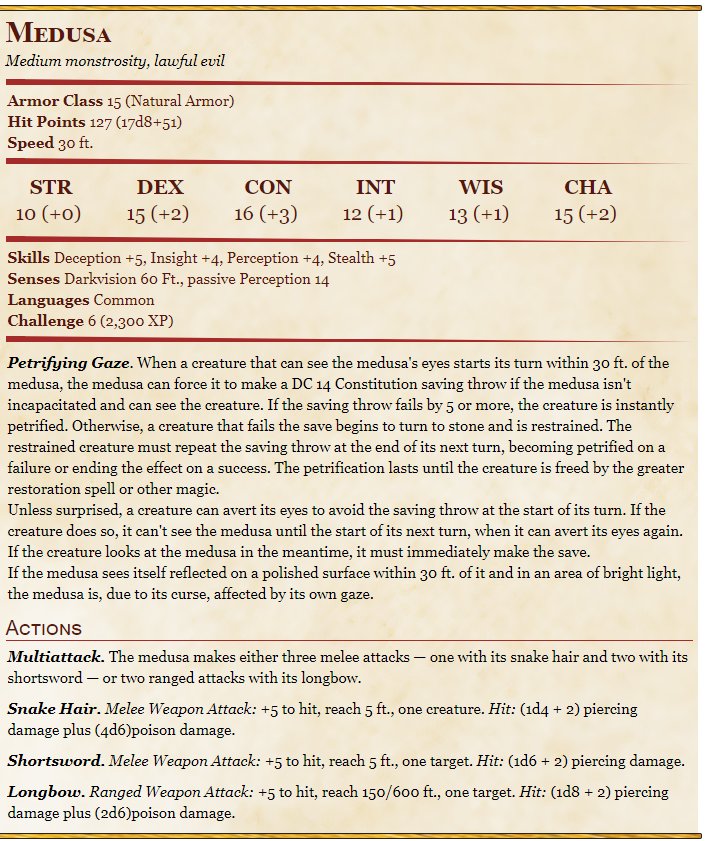 Medusa
Medium monstrosity, lawful evil
Armor Class 15 (Natural Armor)
Hit Points 127 (17d8+51)
Speed 30 ft.
STR DEX CON INT WIS CHA
10 (+0) 15 (+2) 16 (+3) 12 (+1) 13 (+1) 15 (+2)
Skills Deception +5, Insight +4, Perception +4, Stealth +5
Senses Darkvision 60 Ft., passive Perception 14
Languages Common
Challenge 6 (2,300 XP)
Petrifying Gaze. When a creature that can see the medusa's eyes starts its turn within 30 ft. of the
medusa, the medusa can force it to make a DC 14 Constitution saving throw if the medusa isn't
incapacitated and can see the creature. If the saving throw fails by 5 or more, the creature is instantly
petrified. Otherwise, a creature that fails the save begins to turn to stone and is restrained. The
restrained creature must repeat the saving throw at the end of its next turn, becoming petrified on a
failure or ending the effect on a success. The petrification lasts until the creature is freed by the greater
restoration spell or other magic.
Unless surprised, a creature can avert its eyes to avoid the saving throw at the start of its turn. If the
creature does so, it can't see the medusa until the start of its next turn, when it can avert its eyes again.
If the creature looks at the medusa in the meantime, it must immediately make the save.
If the medusa sees itself reflected on a polished surface within 30 ft. of it and in an area of bright light,
the medusa is, due to its curse, affected by its own gaze.
Actions
Multiattack. The medusa makes either three melee attacks — one with its snake hair and two with its
shortsword — or two ranged attacks with its longbow.
Snake Hair. Melee Weapon Attack: +5 to hit, reach 5 ft., one creature. Hit: (1d4 + 2) piercing
damage plus (4d6)poison damage.
Shortsword. Melee Weapon Attack: +5 to hit, reach 5 ft., one target. Hit: (1d6 + 2) piercing damage.
Longbow. Ranged Weapon Attack: +5 to hit, reach 150/600 ft., one target. Hit: (1d8 + 2) piercing
damage plus (2d6)poison damage.